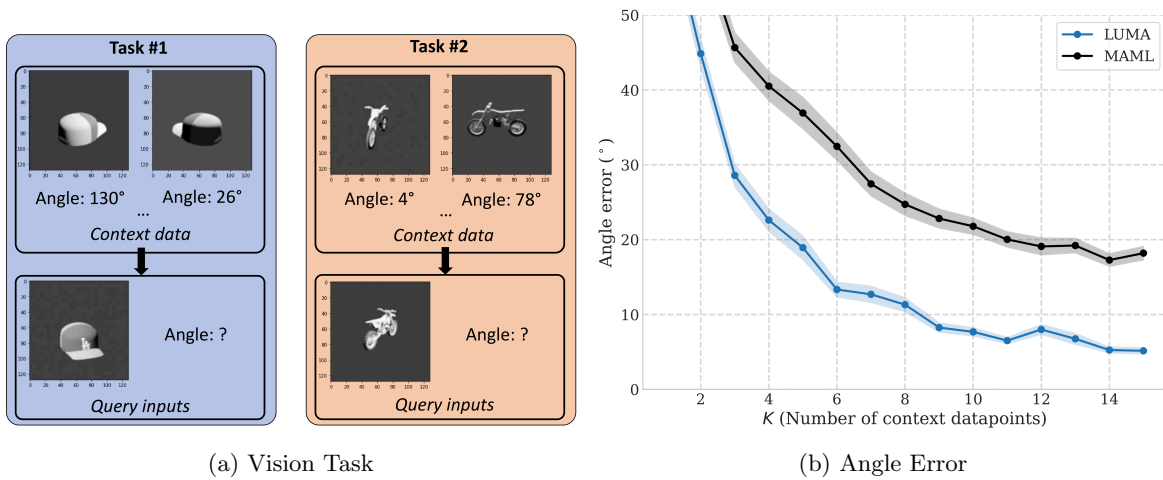 Task #1
Angle: 130°
Angle: 26°
...
Context data
Angle: ?
Query inputs
Task #2
Angle: 4°
Angle: 78°
...
Context data
Angle: ?
Query inputs
(a) Vision Task
50
40
30
20
10
0
Angle error (°)
2 4 6 8 10 12 14
K (Number of context datapoints)
LUMA
MAML
(b) Angle Error